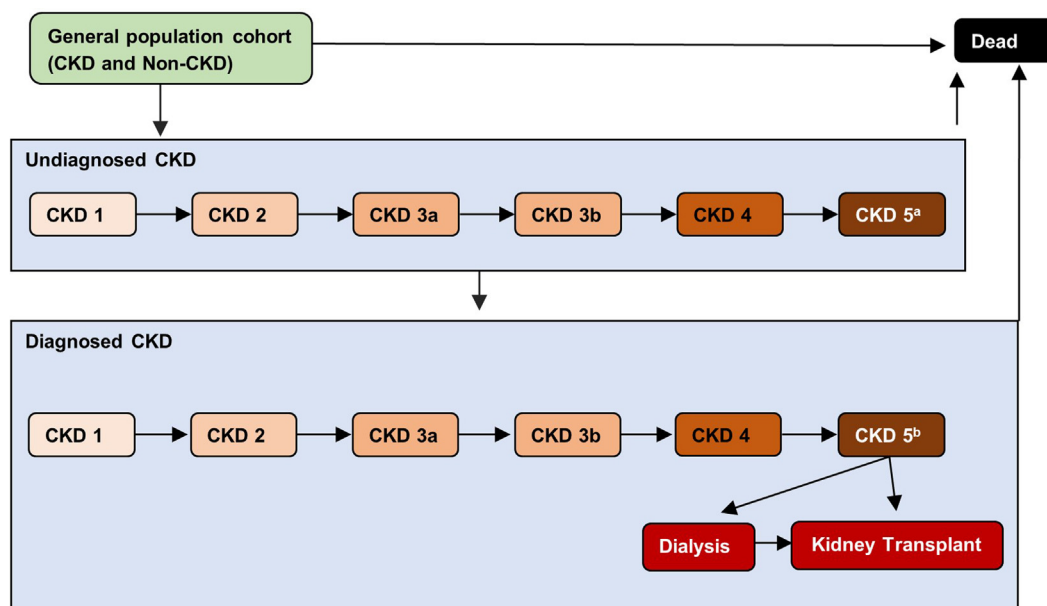 General population cohort
(CKD and Non-CKD)
Dead
Undiagnosed CKD
CKD 1
CKD 2
CKD 3a
CKD 3b
CKD 4
CKD 5ᵃ
Diagnosed CKD
CKD 1
CKD 2
CKD 3a
CKD 3b
CKD 4
CKD 5ᵇ
Dialysis
Kidney Transplant